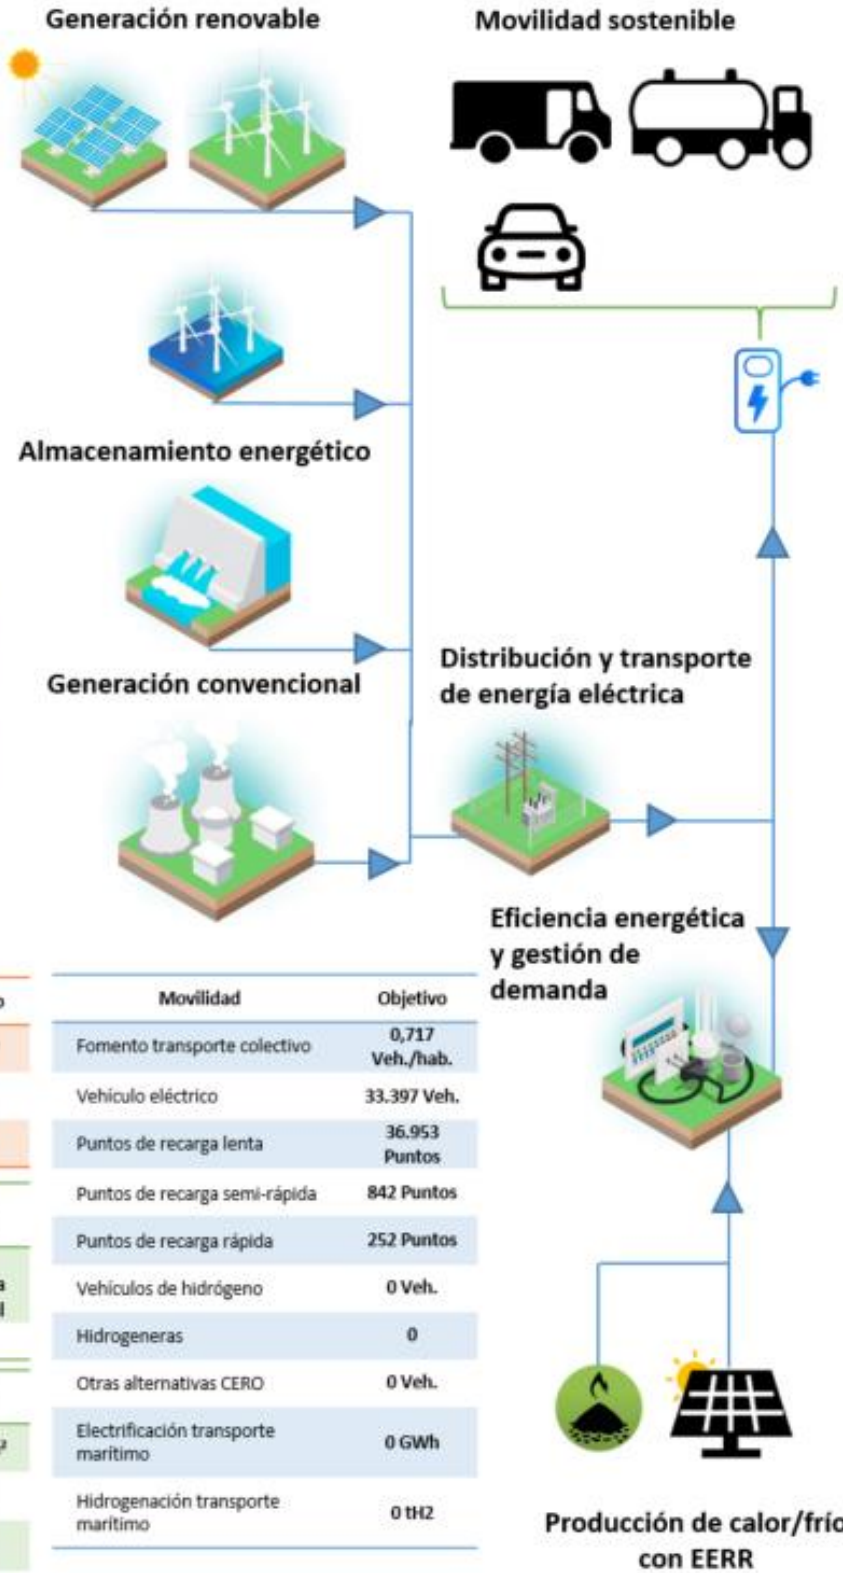 Generación renovable
Movilidad sostenible
Almacenamiento energético
Generación convencional
Distribución y transporte
de energía eléctrica
Eficiencia energética
y gestión de
demanda
Movilidad Objetivo
Fomento transporte colectivo 0,717
Veh./hab.
Vehículo eléctrico 33.397 Veh.
Puntos de recarga lenta 36.953
Puntos
Puntos de recarga semi-rápida 842 Puntos
Puntos de recarga rápida 252 Puntos
Vehículos de hidrógeno 0 Veh.
Hidrogeneras 0
Otras alternativas CERO 0 Veh.
Electrificación transporte
marítimo 0 GWh
Hidrogenación transporte
marítimo 0 tH2
Producción de calor/frío
con EERR